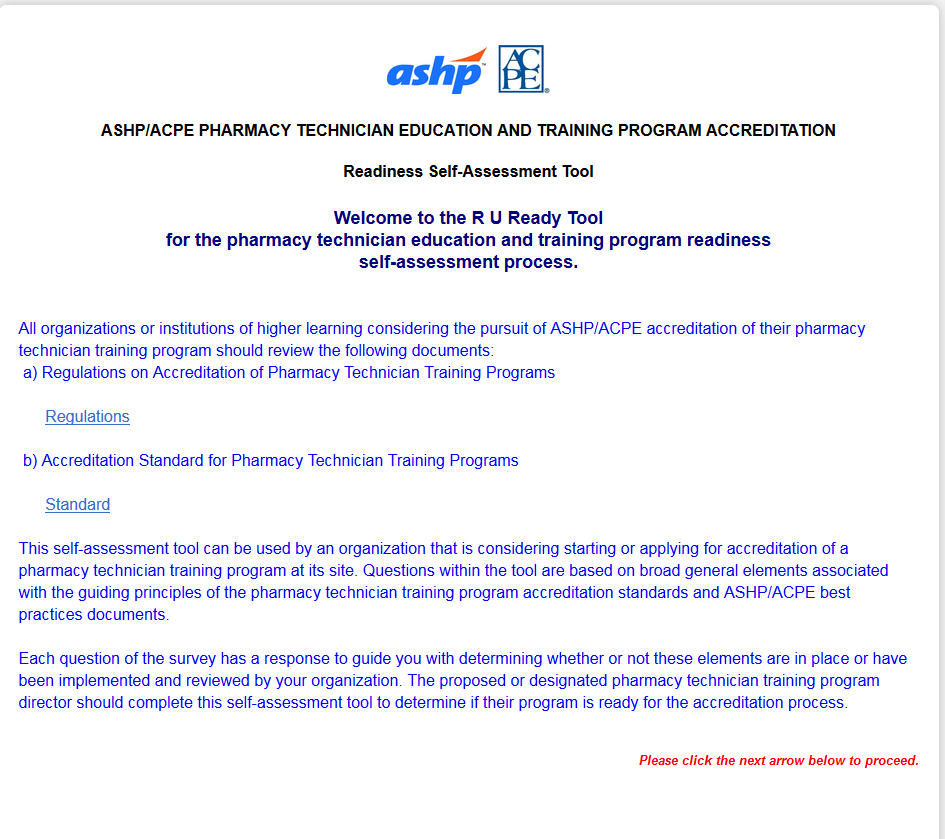 ashp™ ACPE®
ASHP/ACPE PHARMACY TECHNICIAN EDUCATION AND TRAINING PROGRAM ACCREDITATION
Readiness Self-Assessment Tool
Welcome to the R U Ready Tool
for the pharmacy technician education and training program readiness
self-assessment process.
All organizations or institutions of higher learning considering the pursuit of ASHP/ACPE accreditation of their pharmacy
technician training program should review the following documents:
a) Regulations on Accreditation of Pharmacy Technician Training Programs
Regulations
b) Accreditation Standard for Pharmacy Technician Training Programs
Standard
This self-assessment tool can be used by an organization that is considering starting or applying for accreditation of a
pharmacy technician training program at its site. Questions within the tool are based on broad general elements associated
with the guiding principles of the pharmacy technician training program accreditation standards and ASHP/ACPE best
practices documents.
Each question of the survey has a response to guide you with determining whether or not these elements are in place or have
been implemented and reviewed by your organization. The proposed or designated pharmacy technician training program
director should complete this self-assessment tool to determine if their program is ready for the accreditation process.
Please click the next arrow below to proceed.